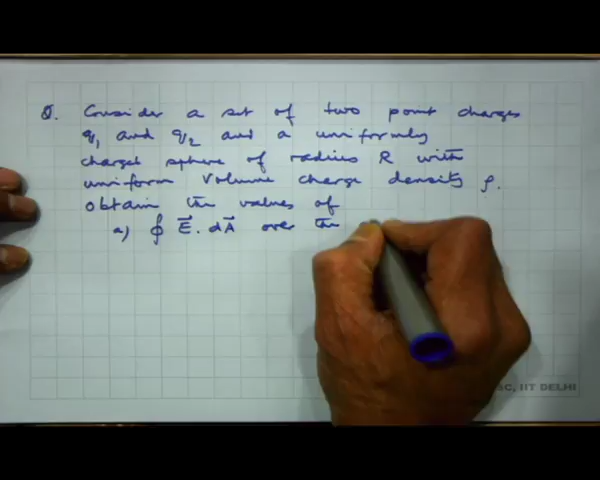 Q. Consider a set of two point charges
q₁ and q₂ and a uniformly
charged sphere of radius R with
uniform volume charge density ρ.
obtain the values of
a) ∮ E⃗. dA⃗ over the
SC, IIT DELHI